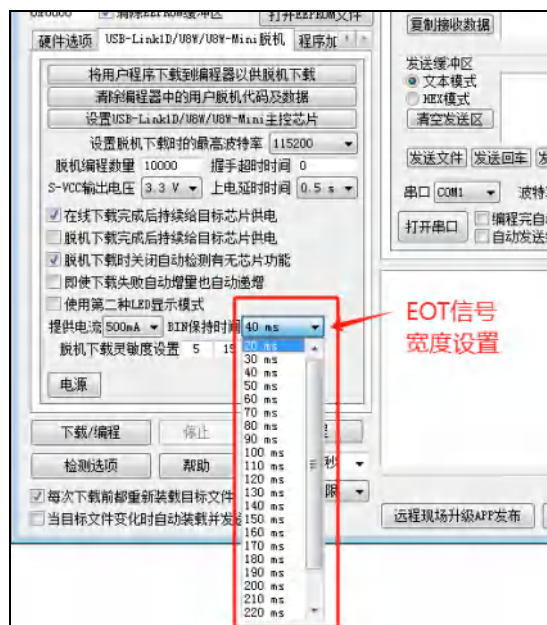 0x0000 清除EEPROM缓冲区 打开EEPROM文件
硬件选项 USB-Link1D/U8W/U8W-Mini脱机 程序加
将用户程序下载到编程器以供脱机下载
清除编程器中的用户脱机代码及数据
设置USB-Link1D/U8W/U8W-Mini主控芯片
设置脱机下载时的最高波特率 115200
脱机编程数量 10000 握手超时时间 0
S-VCC输出电压 3.3 V 上电延时时间 0.5 s
在线下载完成后持续给目标芯片供电
脱机下载完成后持续给目标芯片供电
脱机下载时关闭自动检测有无芯片功能
即使下载失败自动增量也自动递增
使用第二种LED显示模式
提供电流 500mA BIN保持时间 40 ms
脱机下载灵敏度设置 5 15
电源
20 ms
30 ms
40 ms
50 ms
60 ms
70 ms
80 ms
90 ms
100 ms
110 ms
120 ms
130 ms
140 ms
150 ms
160 ms
170 ms
180 ms
190 ms
200 ms
210 ms
220 ms
下载/编程 停止
检测选项 帮助 秒
每次下载前都重新装载目标文件 限
当目标文件变化时自动装载并发
复制接收数据
发送缓冲区
文本模式
HEX模式
清空发送区
发送文件 发送回车 发
串口 COM1 波特
打开串口 编程完自
自动发送
EOT信号
宽度设置
远程现场升级APP发布